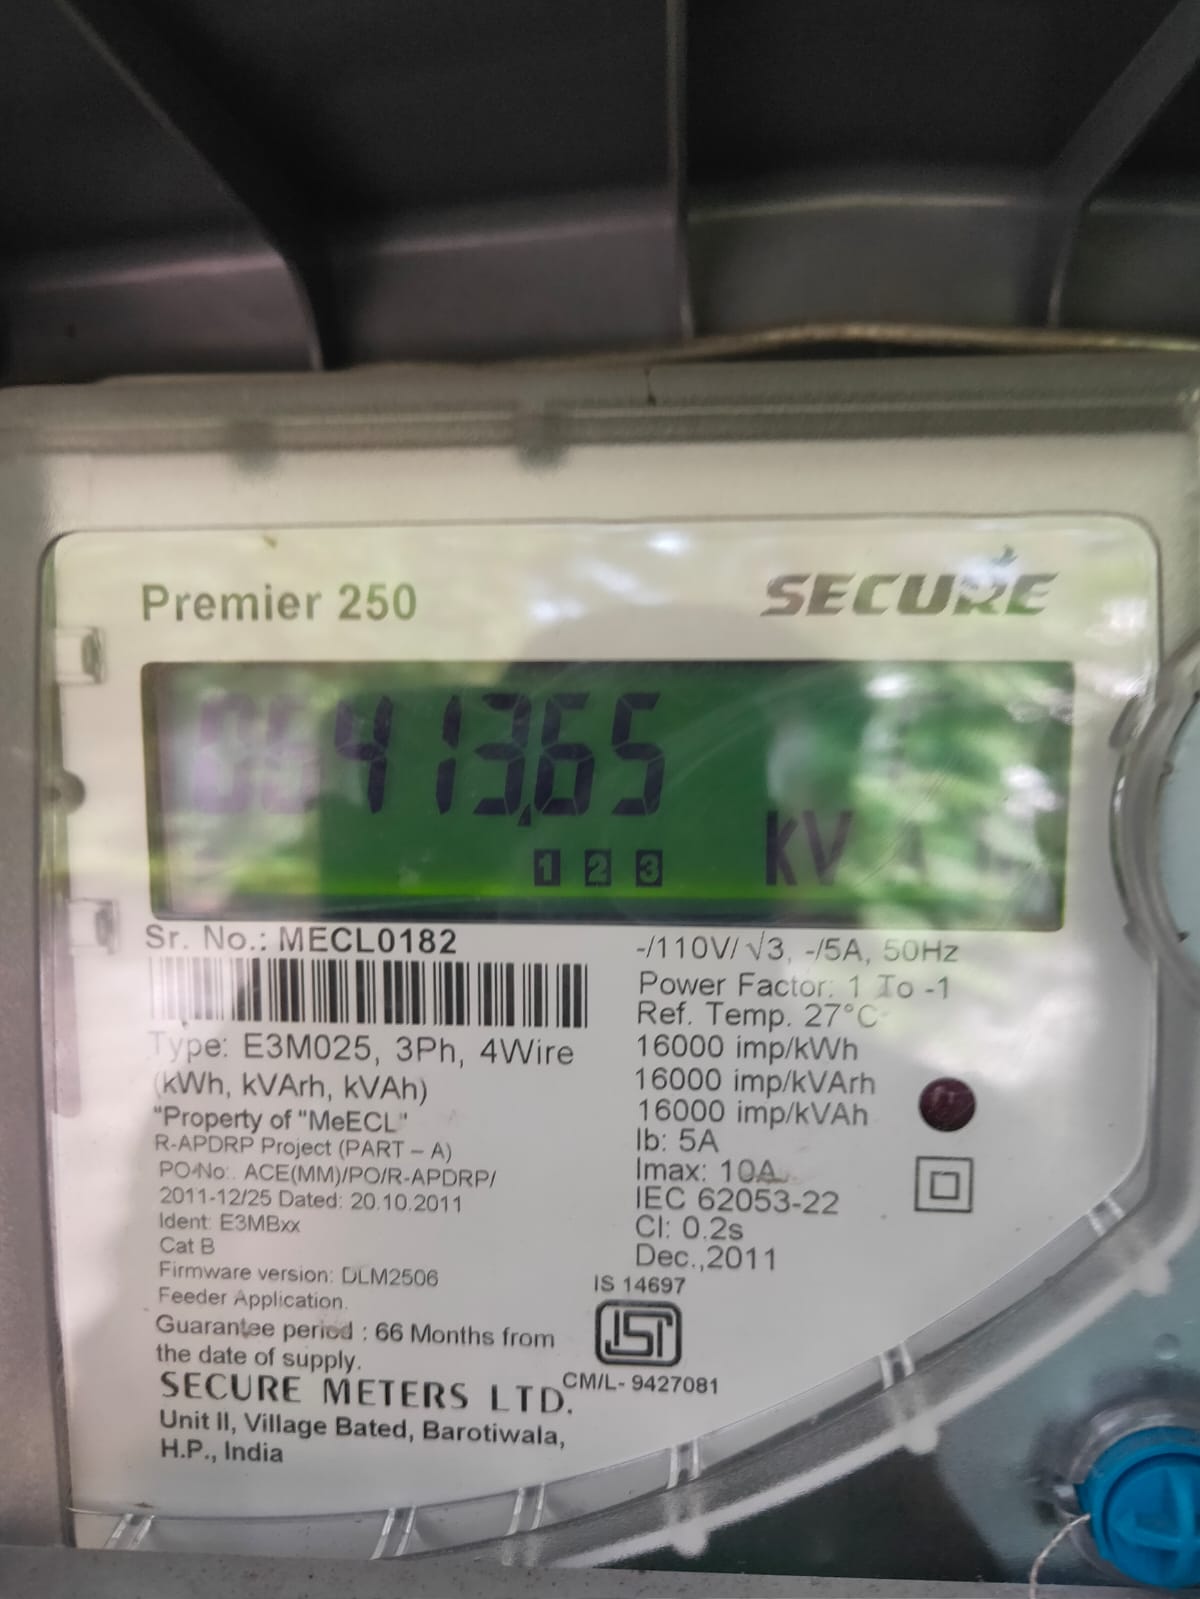 Premier 250
SECURE
413.65
1 2 3
kV
Sr. No.: MECL0182
Type: E3M025, 3Ph, 4Wire
(kWh, kVArh, kVAh)
"Property of "MeECL"
R-APDRP Project (PART – A)
PO No:. ACE(MM)/PO/R-APDRP/
2011-12/25 Dated: 20.10.2011
Ident: E3MBxx
Cat B
Firmware version: DLM2506
Feeder Application.
Guarantee period : 66 Months from
the date of supply.
SECURE METERS LTD.
Unit II, Village Bated, Barotiwala,
H.P., India
-/110V/√3, -/5A, 50Hz
Power Factor: 1 To -1
Ref. Temp. 27°C
16000 imp/kWh
16000 imp/kVArh
16000 imp/kVAh
Ib: 5A
Imax: 10A
IEC 62053-22
Cl: 0.2s
Dec.,2011
IS 14697
ISI
CM/L- 9427081